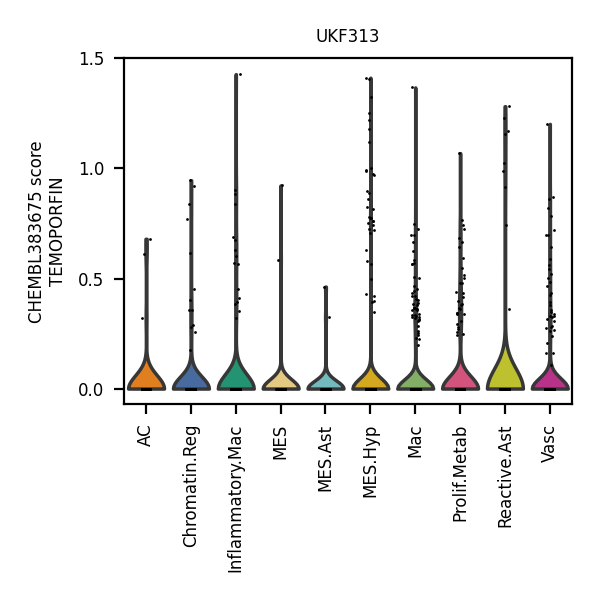 UKF313
CHEMBL383675 score
TEMOPORFIN
1.5
1.0
0.5
0.0
AC
Chromatin.Reg
Inflammatory.Mac
MES
MES.Ast
MES.Hyp
Mac
Prolif.Metab
Reactive.Ast
Vasc